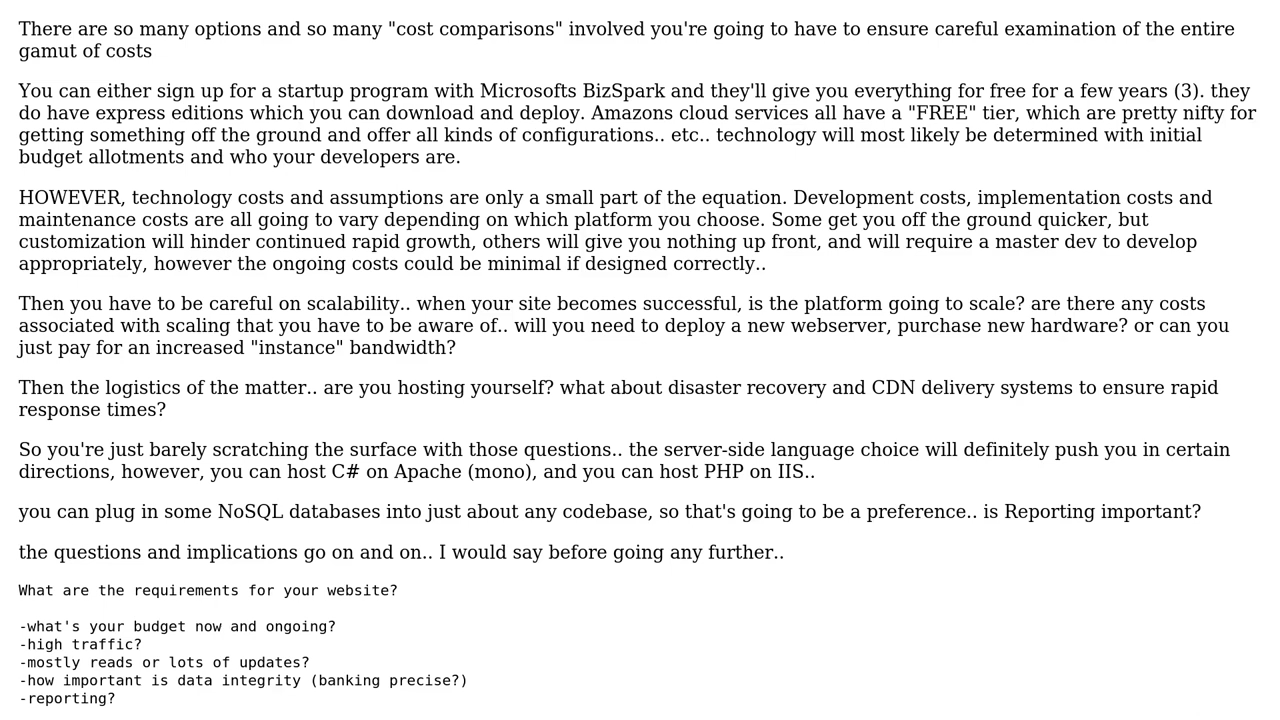 There are so many options and so many "cost comparisons" involved you're going to have to ensure careful examination of the entire
gamut of costs
You can either sign up for a startup program with Microsofts BizSpark and they'll give you everything for free for a few years (3). they
do have express editions which you can download and deploy. Amazons cloud services all have a "FREE" tier, which are pretty nifty for
getting something off the ground and offer all kinds of configurations.. etc.. technology will most likely be determined with initial
budget allotments and who your developers are.
HOWEVER, technology costs and assumptions are only a small part of the equation. Development costs, implementation costs and
maintenance costs are all going to vary depending on which platform you choose. Some get you off the ground quicker, but
customization will hinder continued rapid growth, others will give you nothing up front, and will require a master dev to develop
appropriately, however the ongoing costs could be minimal if designed correctly..
Then you have to be careful on scalability.. when your site becomes successful, is the platform going to scale? are there any costs
associated with scaling that you have to be aware of.. will you need to deploy a new webserver, purchase new hardware? or can you
just pay for an increased "instance" bandwidth?
Then the logistics of the matter.. are you hosting yourself? what about disaster recovery and CDN delivery systems to ensure rapid
response times?
So you're just barely scratching the surface with those questions.. the server-side language choice will definitely push you in certain
directions, however, you can host C# on Apache (mono), and you can host PHP on IIS..
you can plug in some NoSQL databases into just about any codebase, so that's going to be a preference.. is Reporting important?
the questions and implications go on and on.. I would say before going any further..
What are the requirements for your website?
-what's your budget now and ongoing?
-high traffic?
-mostly reads or lots of updates?
-how important is data integrity (banking precise?)
-reporting?